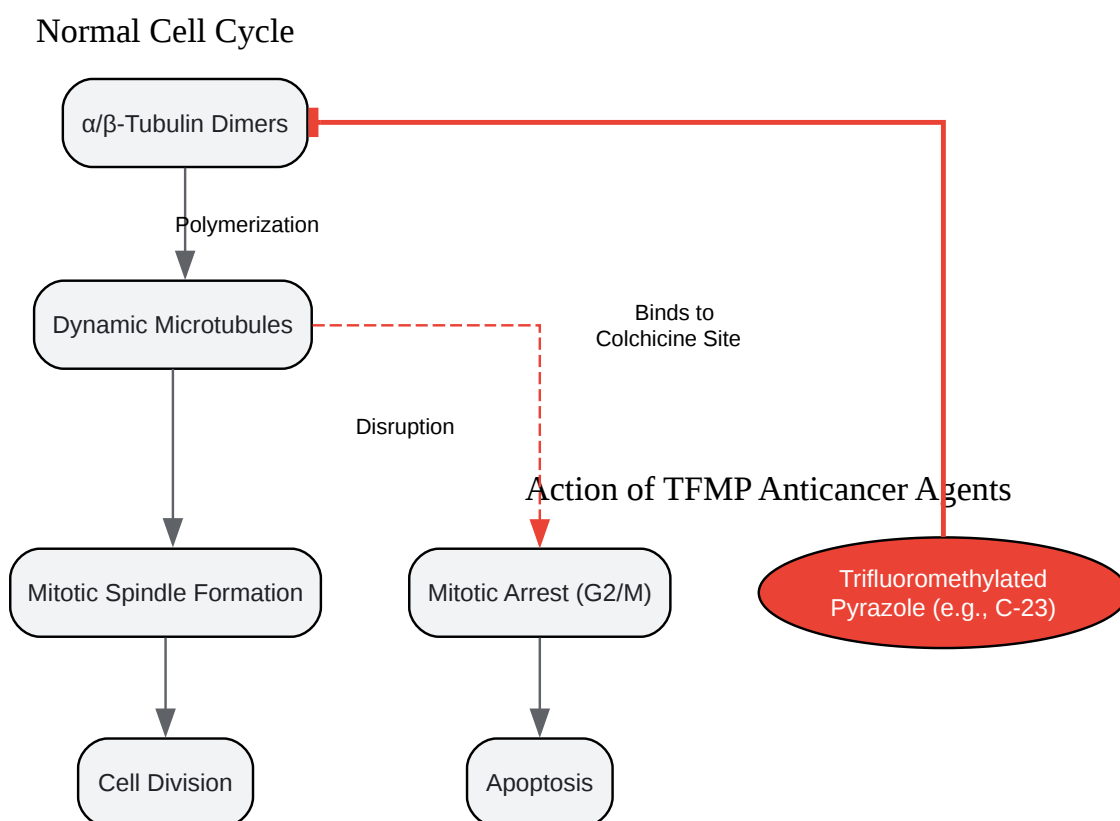 Normal Cell Cycle
α/β-Tubulin Dimers
Polymerization
Dynamic Microtubules
Binds to
Colchicine Site
Disruption
Action of TFMP Anticancer Agents
Mitotic Spindle Formation
Mitotic Arrest (G2/M)
Trifluoromethylated
Pyrazole (e.g., C-23)
Cell Division
Apoptosis